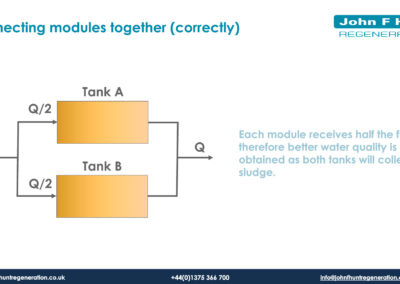 necting modules together (correctly)
John F H
REGENERA
Tank A
Q/2
Tank B
Q
Q/2
Each module receives half the f
therefore better water quality is
obtained as both tanks will colle
sludge.
fhuntregeneration.co.uk
+44(0)1375 366 700
info@johnfhuntregeneration.